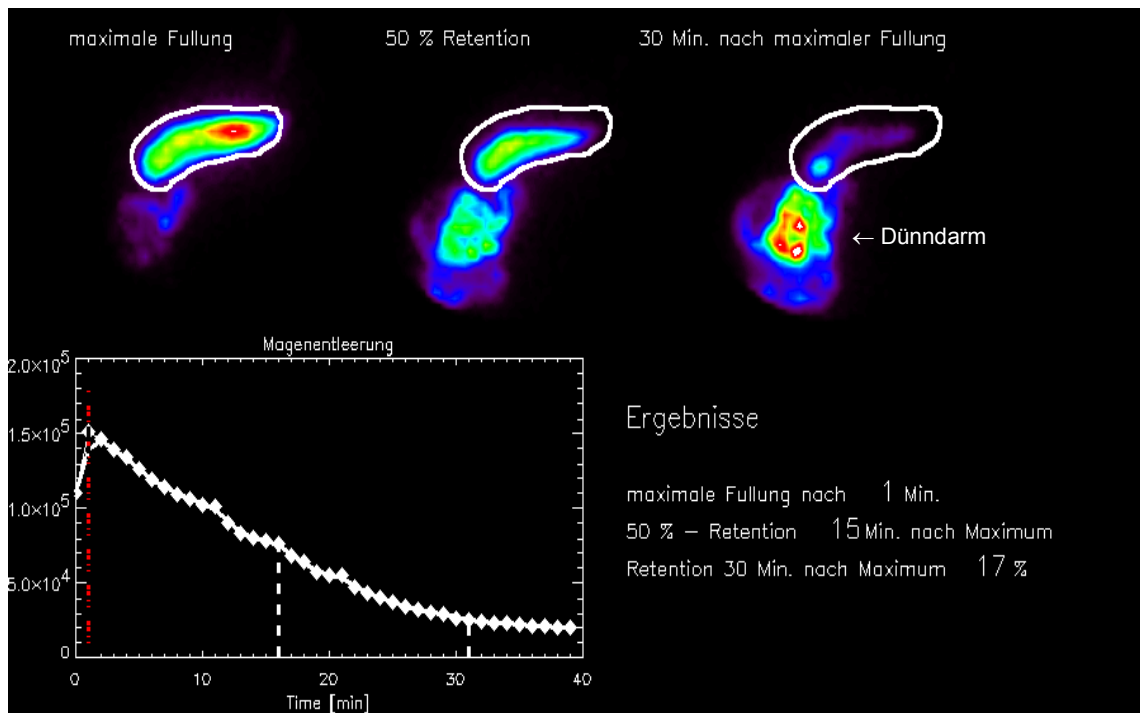 maximale Fullung
50 % Retention
30 Min. nach maximaler Fullung
← Dünndarm
Magenentleerung
2.0×10⁵
1.5×10⁵
1.0×10⁵
5.0×10⁴
0
0 10 20 30 40
Time [min]
Ergebnisse
maximale Fullung nach 1 Min.
50 % – Retention 15 Min. nach Maximum
Retention 30 Min. nach Maximum 17 %